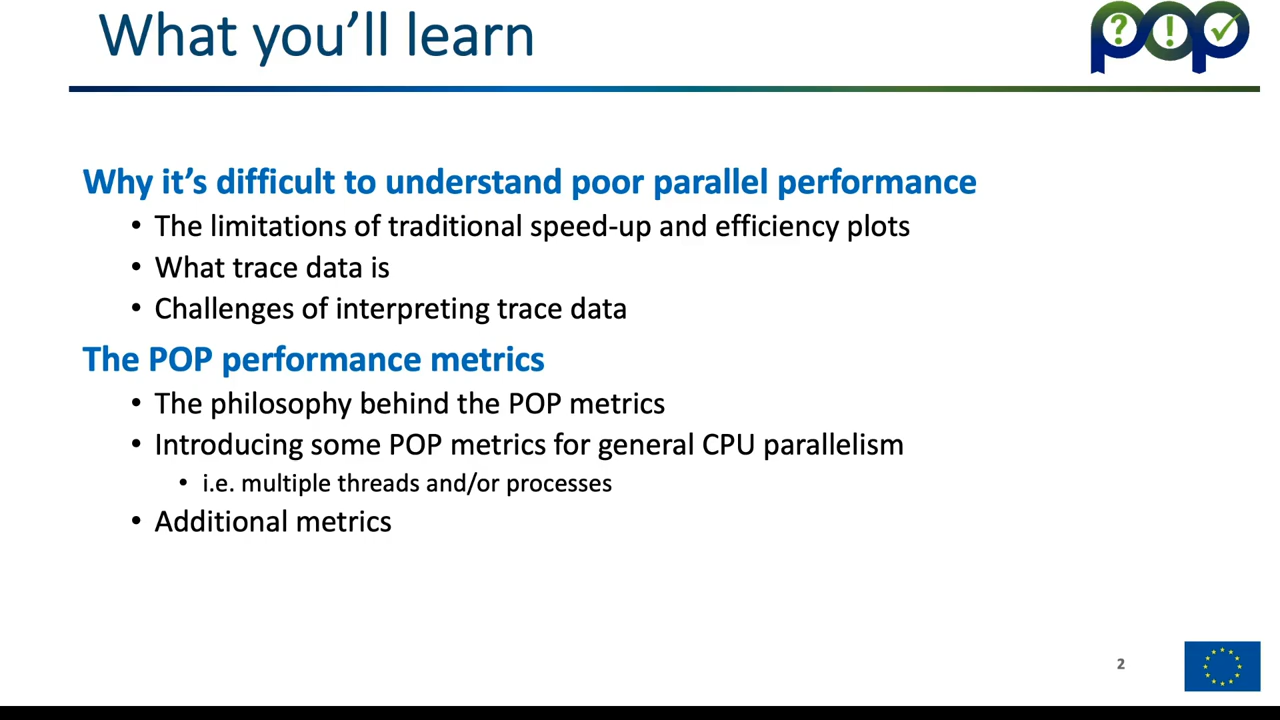 What you’ll learn
pop
Why it’s difficult to understand poor parallel performance
• The limitations of traditional speed-up and efficiency plots
• What trace data is
• Challenges of interpreting trace data
The POP performance metrics
• The philosophy behind the POP metrics
• Introducing some POP metrics for general CPU parallelism
• i.e. multiple threads and/or processes
• Additional metrics
2